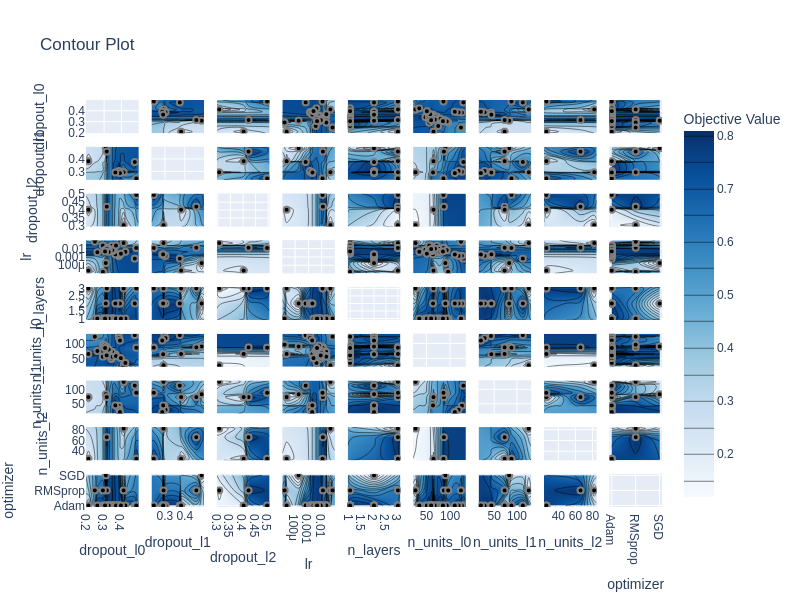 Contour Plot
Objective Value
dropout_l0
0.4
0.3
0.2
dropout_l1
0.4
0.3
dropout_l2
0.5
0.45
0.4
0.35
0.3
lr
0.01
0.001
100μ
n_layers
3
2.5
2
1.5
1
n_units_l0
100
50
n_units_l1
100
50
n_units_l2
80
60
40
optimizer
SGD
RMSprop
Adam
0.2 0.3 0.4
dropout_l0
0.3 0.4
dropout_l1
0.3 0.35 0.4 0.45 0.5
dropout_l2
100μ 0.001 0.01
lr
1 1.5 2 2.5 3
n_layers
50 100
n_units_l0
50 100
n_units_l1
40 60 80
n_units_l2
Adam RMSprop SGD
optimizer
0.8
0.7
0.6
0.5
0.4
0.3
0.2